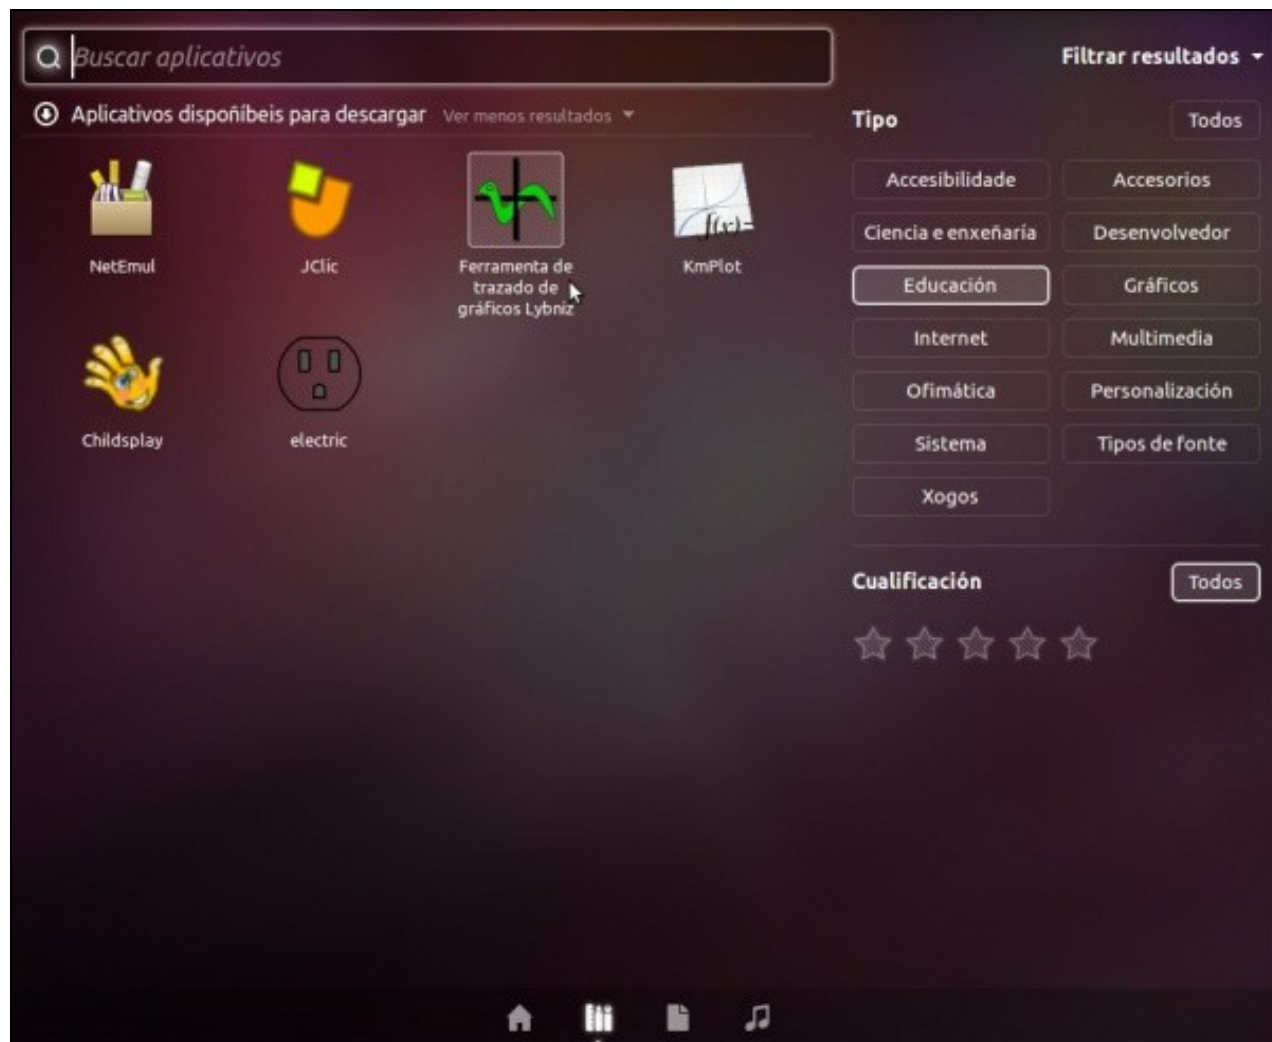 Buscar aplicativos
Filtrar resultados
Aplicativos dispoñíbeis para descargar Ver menos resultados
NetEmul
JClic
Ferramenta de
trazado de
gráficos Lybniz
KmPlot
f(x)=
Childsplay
electric
Tipo
Todos
Accesibilidade
Accesorios
Ciencia e enxeñaría
Desenvolvedor
Educación
Gráficos
Internet
Multimedia
Ofimática
Personalización
Sistema
Tipos de fonte
Xogos
Cualificación
Todos